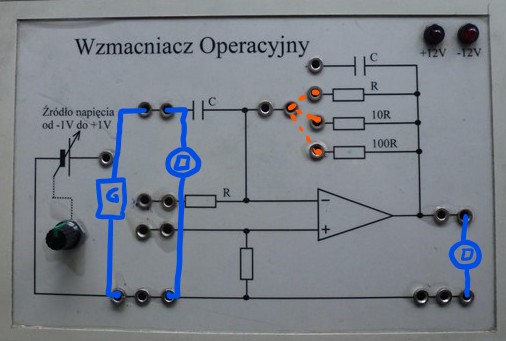 Wzmacniacz Operacyjny
+12V -12V
C
Źródło napięcia
od -1V do +1V
C
R
10R
100R
G
D
R
−
+
D